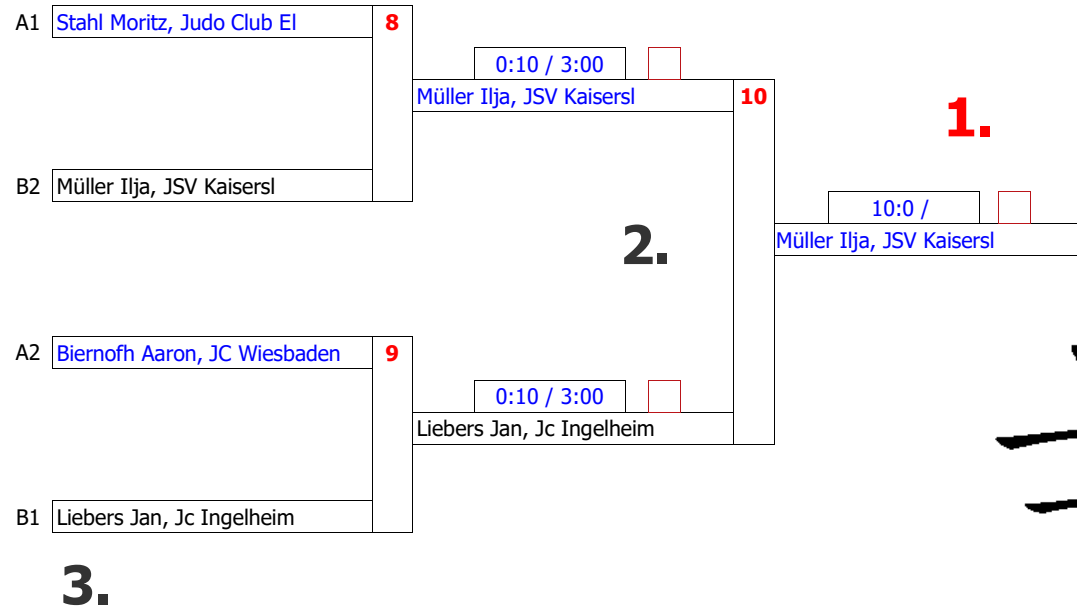 A1 Stahl Moritz, Judo Club El 8
0:10 / 3:00
Müller Ilja, JSV Kaisersl 10
1.
B2 Müller Ilja, JSV Kaisersl
10:0 /
2.
Müller Ilja, JSV Kaisersl
A2 Biernofh Aaron, JC Wiesbaden 9
0:10 / 3:00
Liebers Jan, Jc Ingelheim
B1 Liebers Jan, Jc Ingelheim
3.